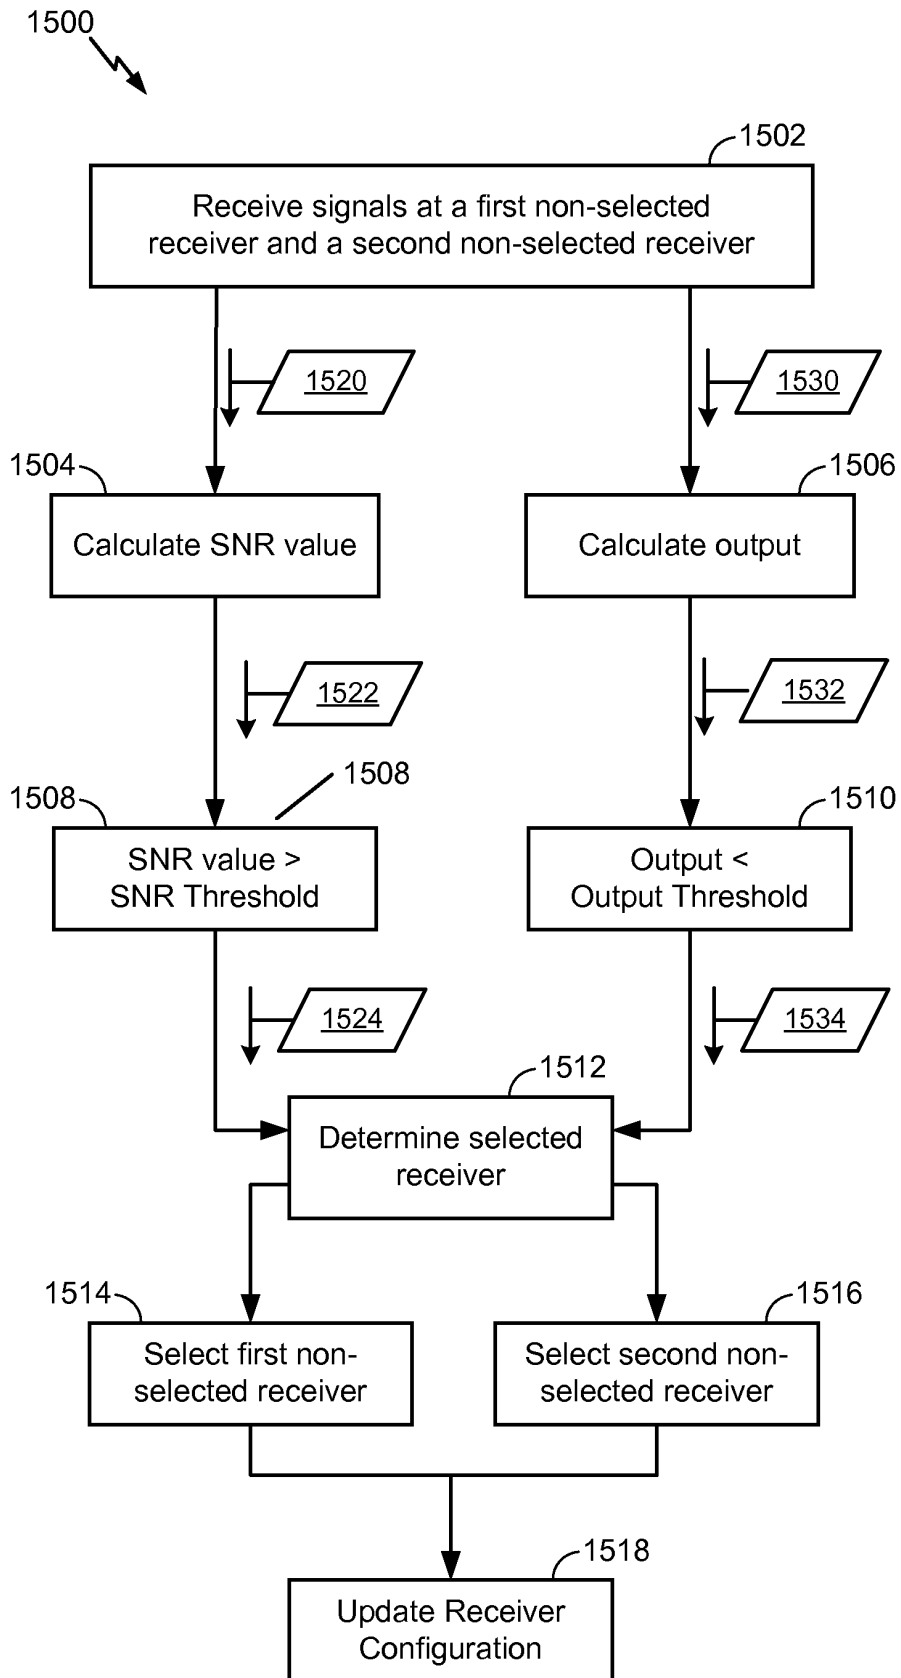 1500
1502
Receive signals at a first non-selected
receiver and a second non-selected receiver
1520
1530
1504
1506
Calculate SNR value
Calculate output
1522
1532
1508
1508
1510
SNR value >
SNR Threshold
Output <
Output Threshold
1524
1534
1512
Determine selected
receiver
1514
1516
Select first non-
selected receiver
Select second non-
selected receiver
1518
Update Receiver
Configuration